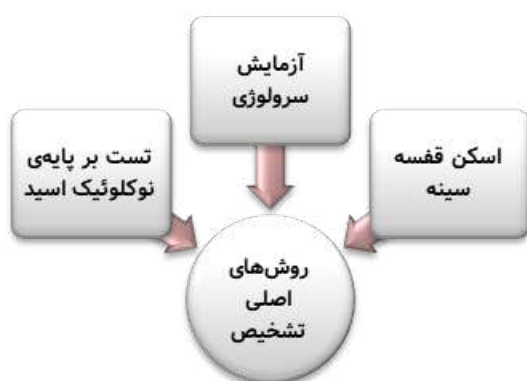 آزمایش
سرولوژی
اسکن قفسه
سینه
تست بر پایه‌ی
نوکلوئیک اسید
روش‌های
اصلی
تشخیص